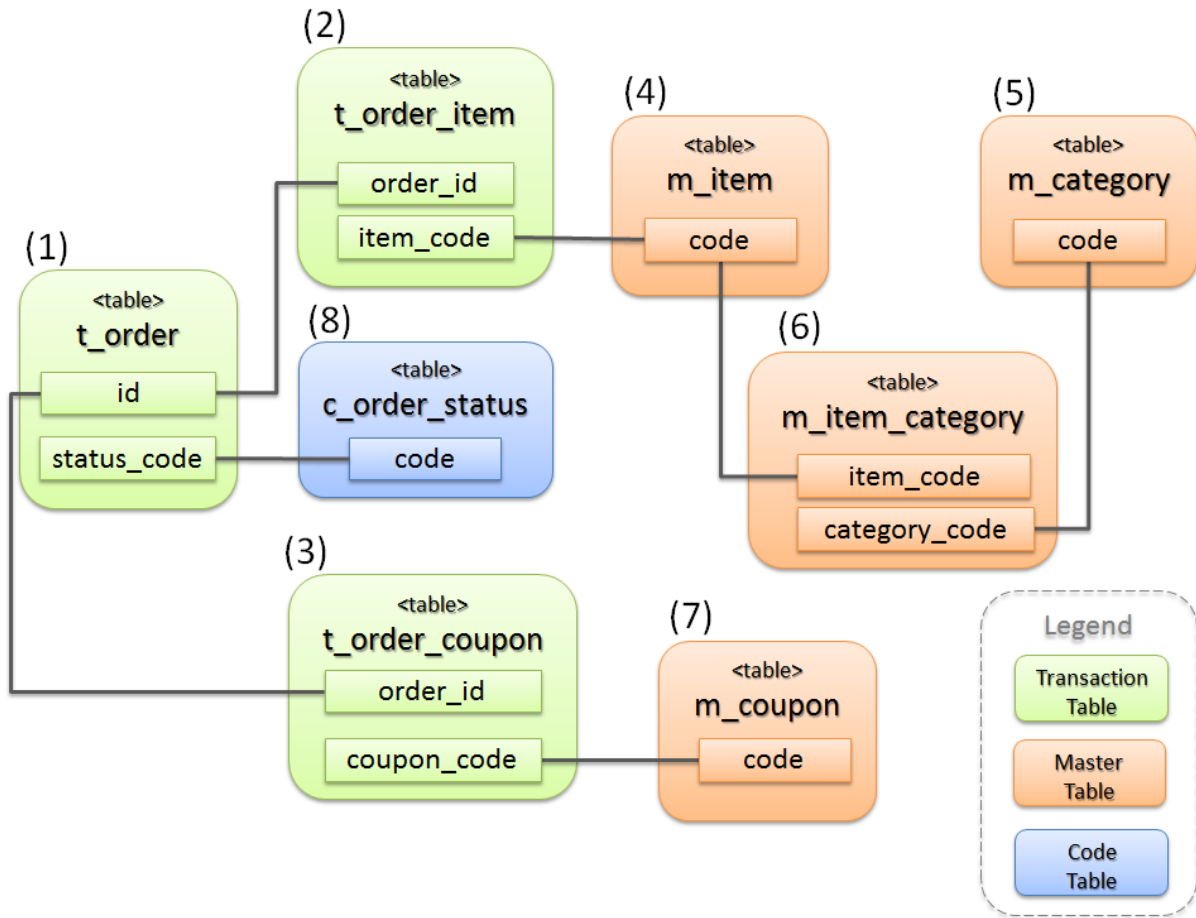 (1)
<table>
t_order
id
status_code
(2)
<table>
t_order_item
order_id
item_code
(8)
<table>
c_order_status
code
(3)
<table>
t_order_coupon
order_id
coupon_code
(4)
<table>
m_item
code
(5)
<table>
m_category
code
(6)
<table>
m_item_category
item_code
category_code
(7)
<table>
m_coupon
code
Legend
Transaction
Table
Master
Table
Code
Table